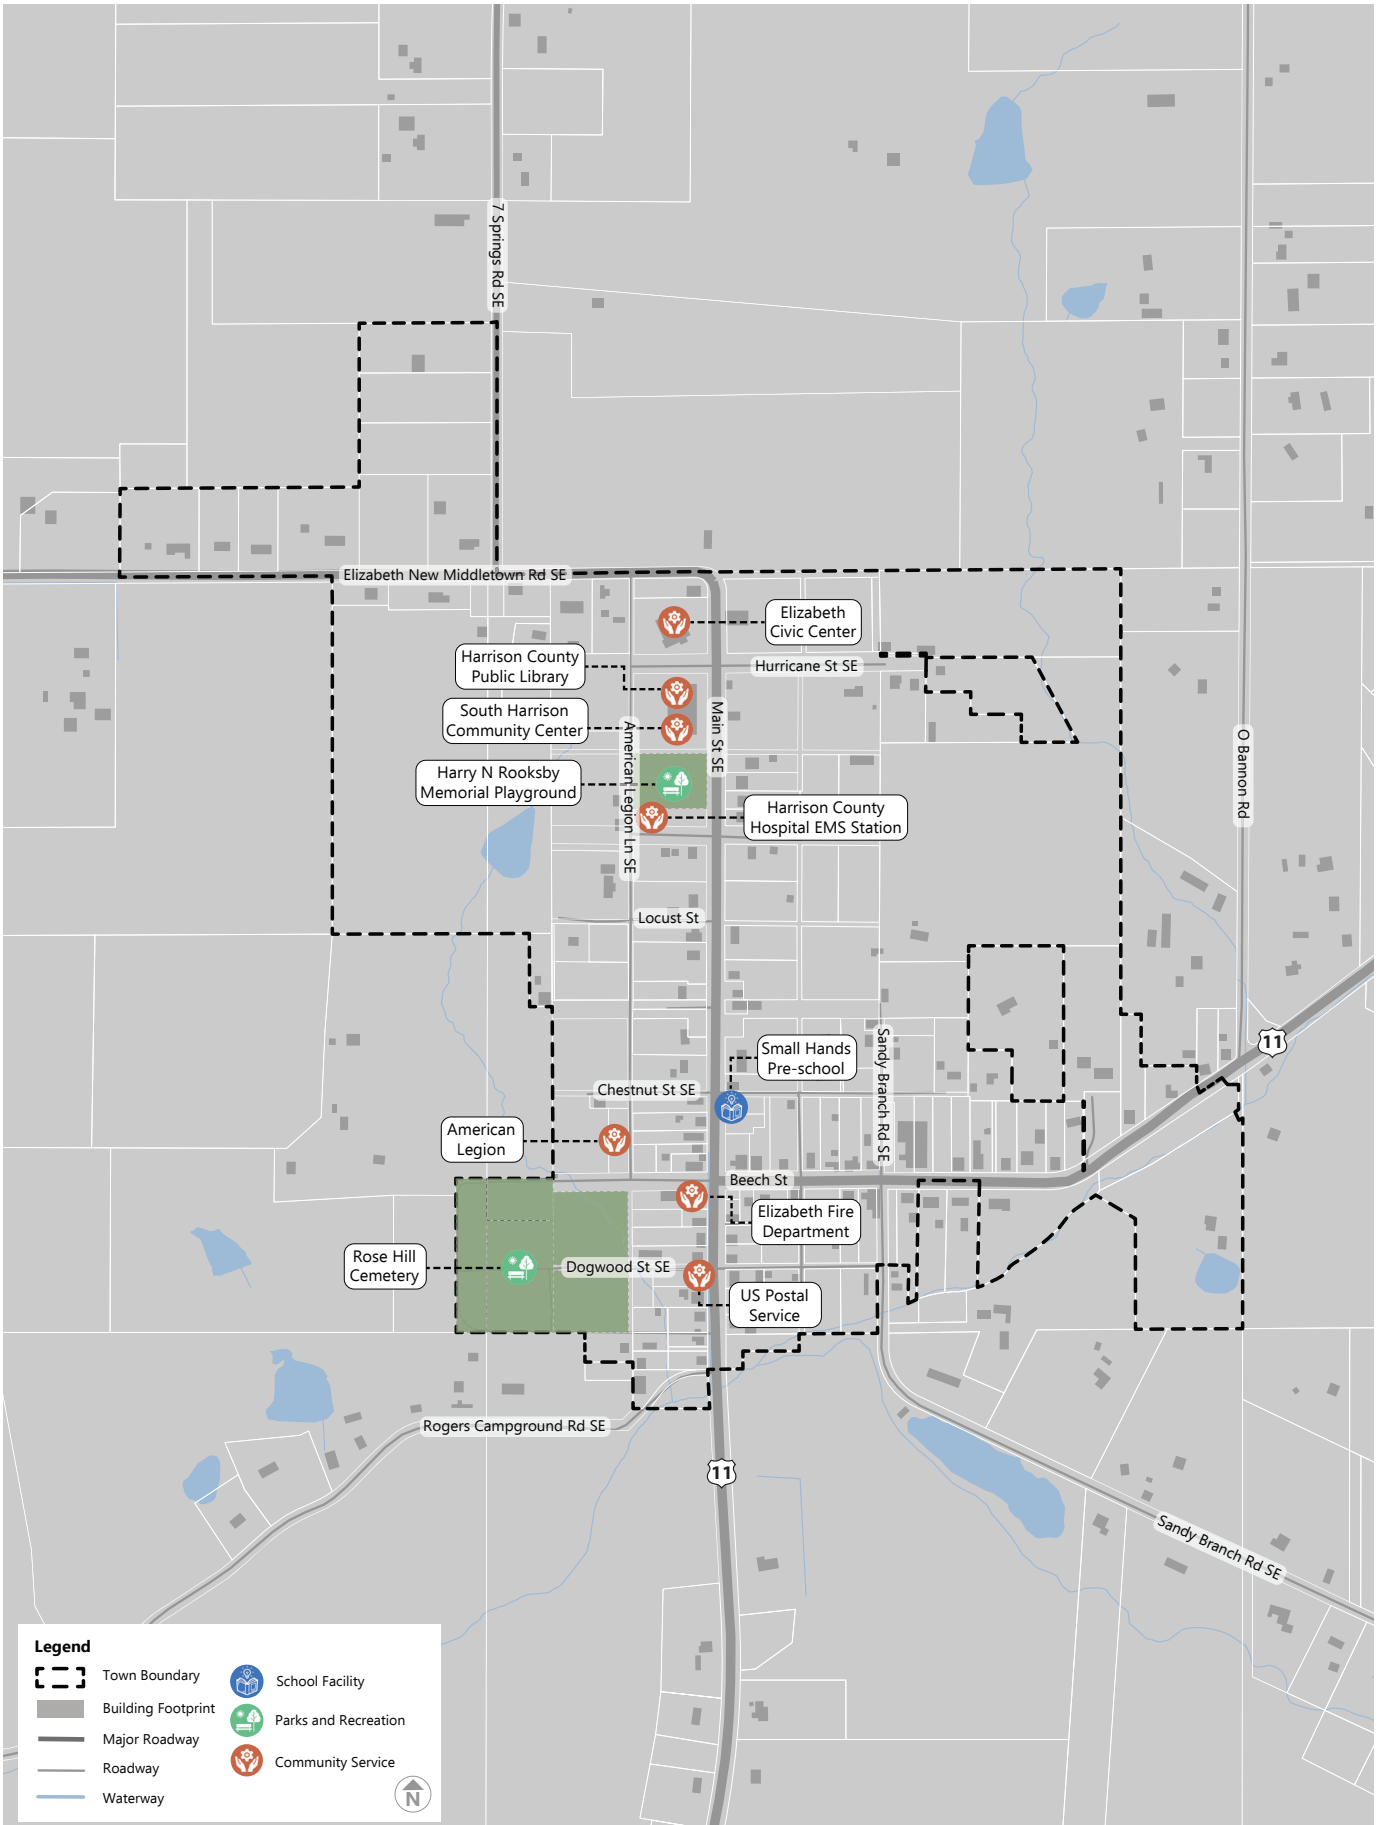 7 Springs Rd SE
Elizabeth New Middletown Rd SE
Elizabeth
Civic Center
Harrison County
Public Library
Hurricane St SE
South Harrison
Community Center
American Legion Ln SE
Main St SE
O Bannon Rd
Harry N Rooksby
Memorial Playground
Harrison County
Hospital EMS Station
Locust St
Small Hands
Pre-school
Sandy Branch Rd SE
11
Chestnut St SE
American
Legion
Beech St
Elizabeth Fire
Department
Rose Hill
Cemetery
Dogwood St SE
US Postal
Service
Rogers Campground Rd SE
11
Sandy Branch Rd SE
Legend
Town Boundary
Building Footprint
Major Roadway
Roadway
Waterway
School Facility
Parks and Recreation
Community Service
N